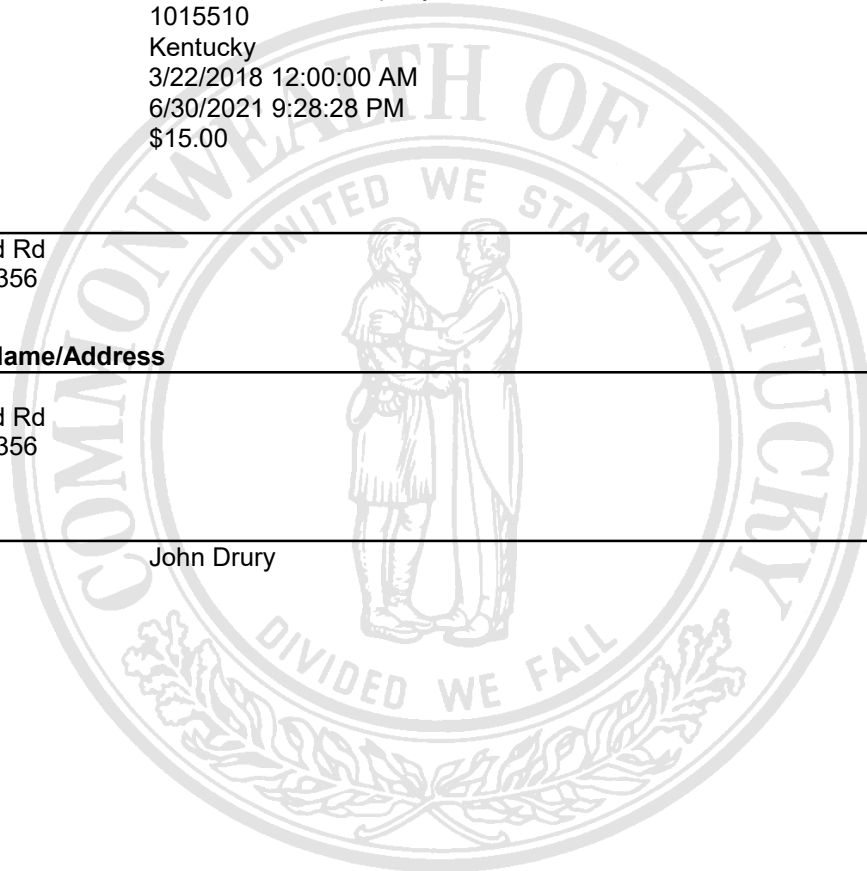 1015510
Kentucky
3/22/2018 12:00:00 AM
6/30/2021 9:28:28 PM
$15.00
Rd
356
Name/Address
Rd
356
John Drury
COMMONWEALTH OF KENTUCKY
UNITED WE STAND
DIVIDED WE FALL